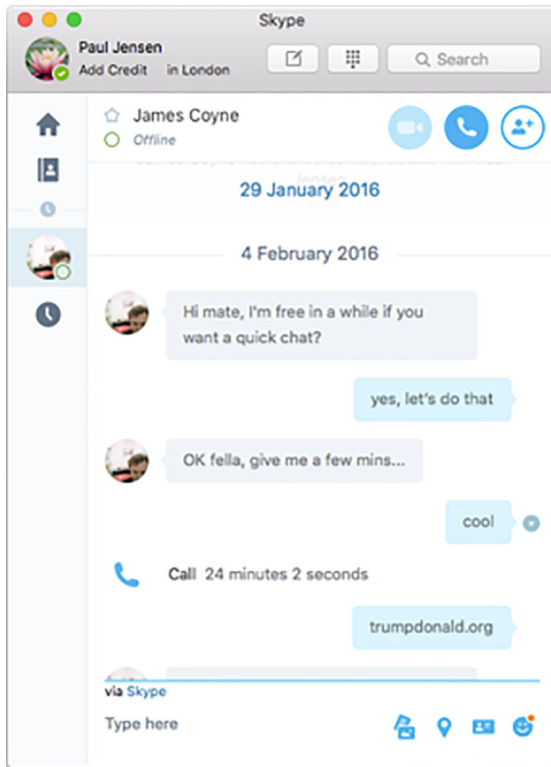 Skype
Paul Jensen
Add Credit in London
Search
James Coyne
Offline
Jensen
29 January 2016
4 February 2016
Hi mate, I'm free in a while if you
want a quick chat?
yes, let's do that
OK fella, give me a few mins...
cool
Call 24 minutes 2 seconds
trumpdonald.org
via Skype
Type here